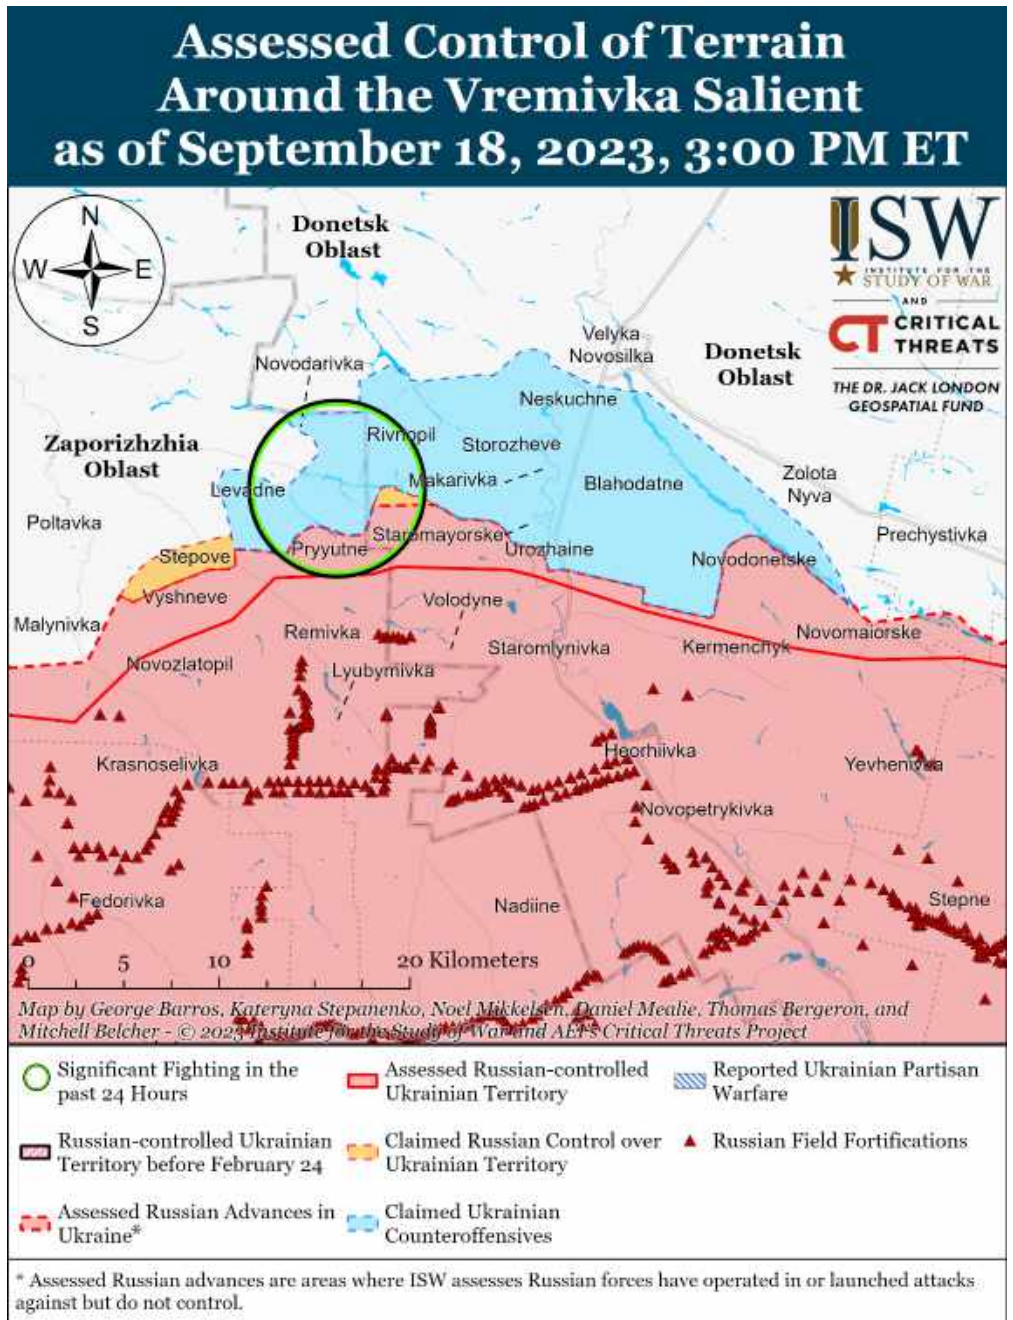 Assessed Control of Terrain
Around the Vremivka Salient
as of September 18, 2023, 3:00 PM ET
N
W E
S
Donetsk
Oblast
ISW
INSTITUTE FOR THE
STUDY OF WAR
AND
CT CRITICAL
THREATS
THE DR. JACK LONDON
GEOSPATIAL FUND
Velyka
Novosilka
Donetsk
Oblast
Novodarivka
Neskuchne
Zaporizhzhia
Oblast
Rivnopil
Storozheve
Levadne
Makarivka
Blahodatne
Zolota
Nyva
Poltavka
Staromayorske
Prechystivka
Stepove
Pryyutne
Urozhaine
Novodonetske
Vyshneve
Volodyne
Malynivka
Remivka
Staromlynivka
Kermenchyk
Novomaiorske
Novozlatopil
Lyubymivka
Krasnoselivka
Heorhiivka
Yevhenivka
Novopetrykivka
Fedorivka
Nadiine
Stepne
0 5 10 20 Kilometers
Map by George Barros, Kateryna Stepanenko, Noel Mikkelsen, Daniel Mealie, Thomas Bergeron, and
Mitchell Belcher - © 2023 Institute for the Study of War and AEI's Critical Threats Project
Significant Fighting in the
past 24 Hours
Assessed Russian-controlled
Ukrainian Territory
Reported Ukrainian Partisan
Warfare
Russian-controlled Ukrainian
Territory before February 24
Claimed Russian Control over
Ukrainian Territory
Russian Field Fortifications
Assessed Russian Advances in
Ukraine*
Claimed Ukrainian
Counteroffensives
* Assessed Russian advances are areas where ISW assesses Russian forces have operated in or launched attacks
against but do not control.